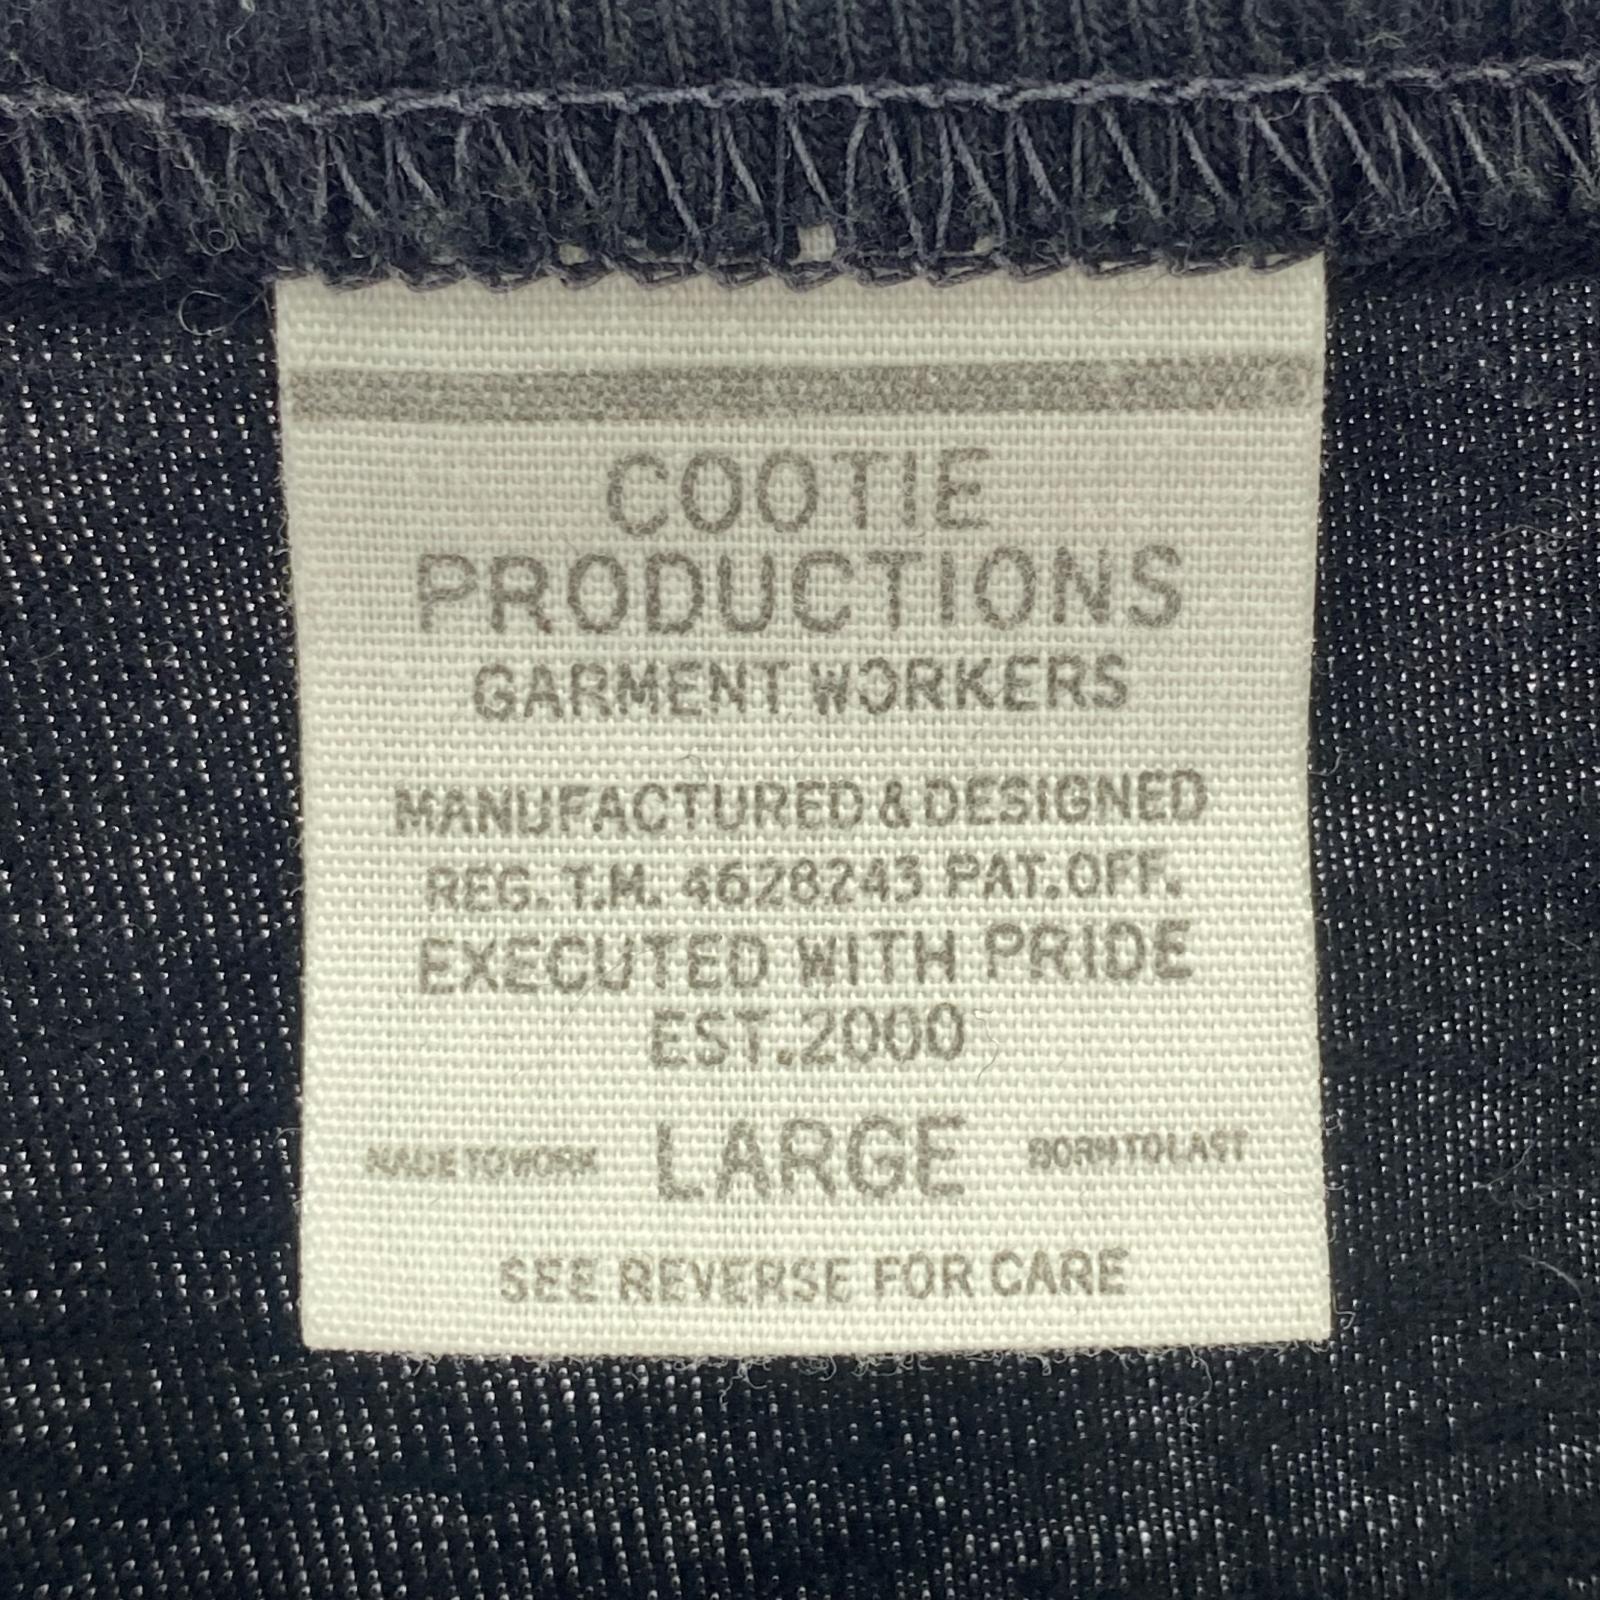 COOTIE
PRODUCTIONS
GARMENT WORKERS
MANUFACTURED & DESIGNED
REG. T.M. 4628243 PAT. OFF.
EXECUTED WITH PRIDE
EST.2000
MADE TO WORK LARGE BORN TO LAST
SEE REVERSE FOR CARE